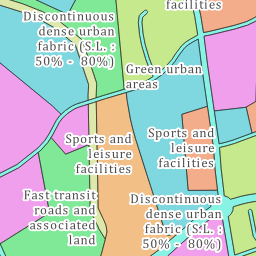 facilities
Discontinuous
dense urban
fabric (S.L. :
50% -  80%)
Green urban
areas
Sports and
leisure
facilities
Sports and
leisure
facilities
Fast transit
roads and
associated
land
Discontinuous
dense urban
fabric (S.L. :
50% -  80%)